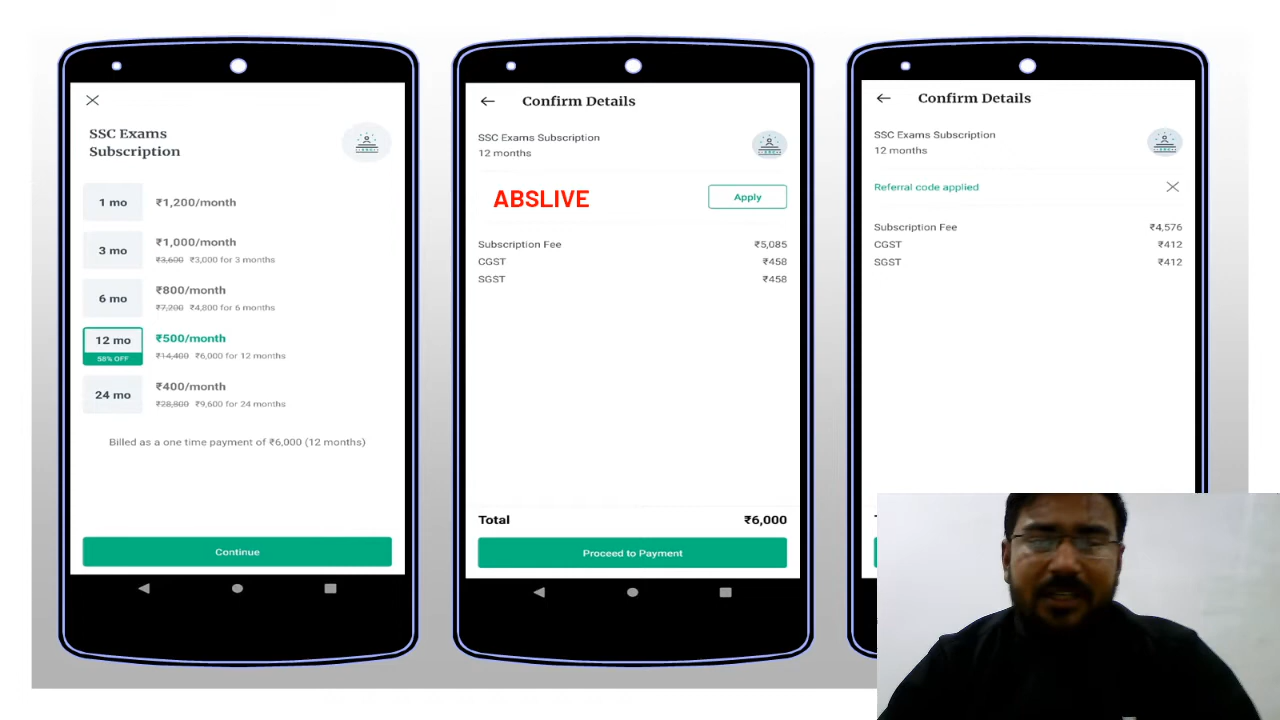 SSC Exams
Subscription
1 mo
₹1,200/month
3 mo
₹1,000/month
₹3,600 ₹3,000 for 3 months
6 mo
₹800/month
₹7,200 ₹4,800 for 6 months
12 mo
58% OFF
₹500/month
₹14,400 ₹6,000 for 12 months
24 mo
₹400/month
₹28,800 ₹9,600 for 24 months
Billed as a one time payment of ₹6,000 (12 months)
Continue
Confirm Details
SSC Exams Subscription
12 months
ABSLIVE
Apply
Subscription Fee ₹5,085
CGST ₹458
SGST ₹458
Total ₹6,000
Proceed to Payment
Confirm Details
SSC Exams Subscription
12 months
Referral code applied
Subscription Fee ₹4,576
CGST ₹412
SGST ₹412